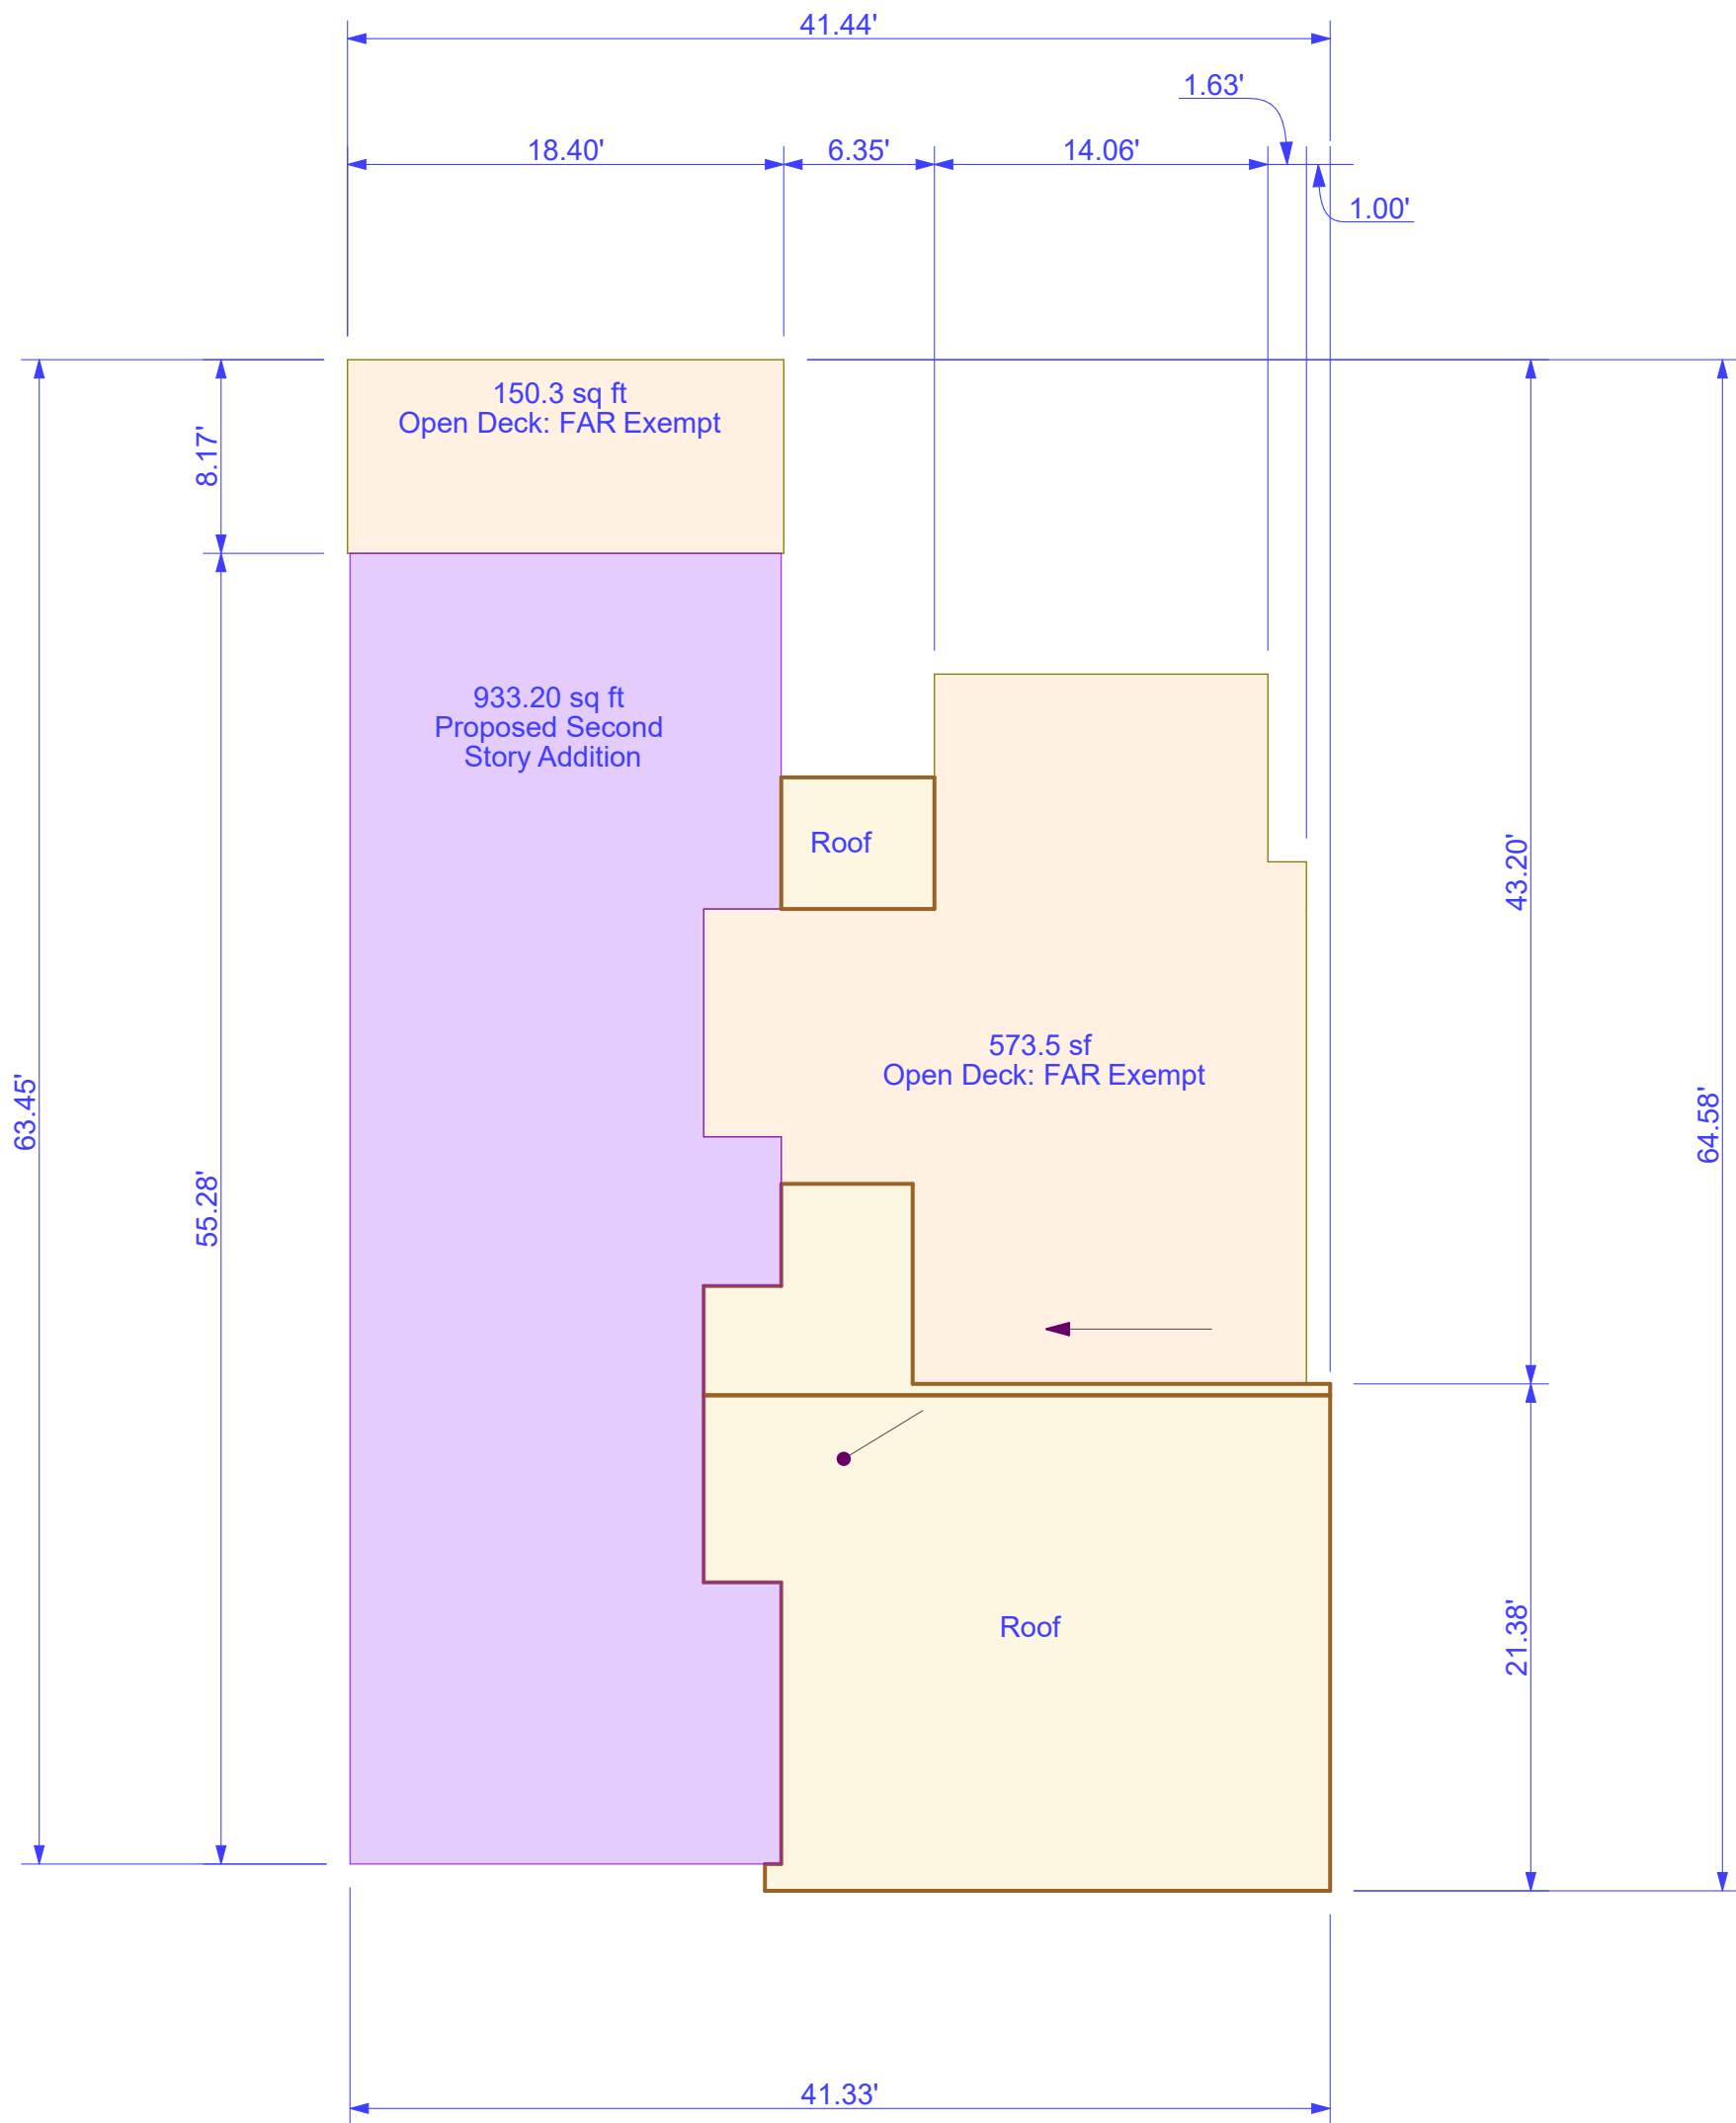 41.44'
1.63'
18.40'
6.35'
14.06'
1.00'
150.3 sq ft
Open Deck: FAR Exempt
8.17'
933.20 sq ft
Proposed Second
Story Addition
Roof
43.20'
573.5 sf
Open Deck: FAR Exempt
63.45'
64.58'
55.28'
Roof
21.38'
41.33'